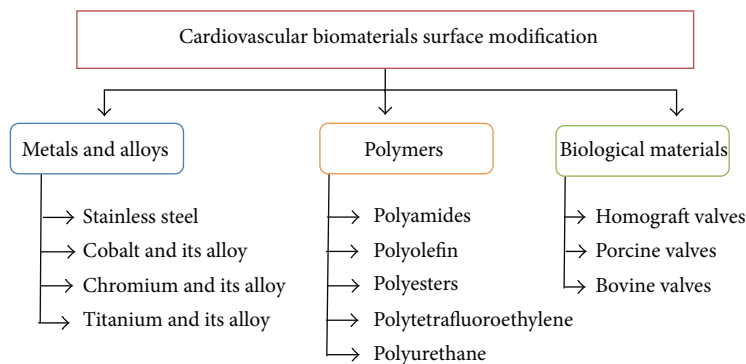 Cardiovascular biomaterials surface modification
Metals and alloys
Stainless steel
Cobalt and its alloy
Chromium and its alloy
Titanium and its alloy
Polymers
Polyamides
Polyolefin
Polyesters
Polytetrafluoroethylene
Polyurethane
Biological materials
Homograft valves
Porcine valves
Bovine valves